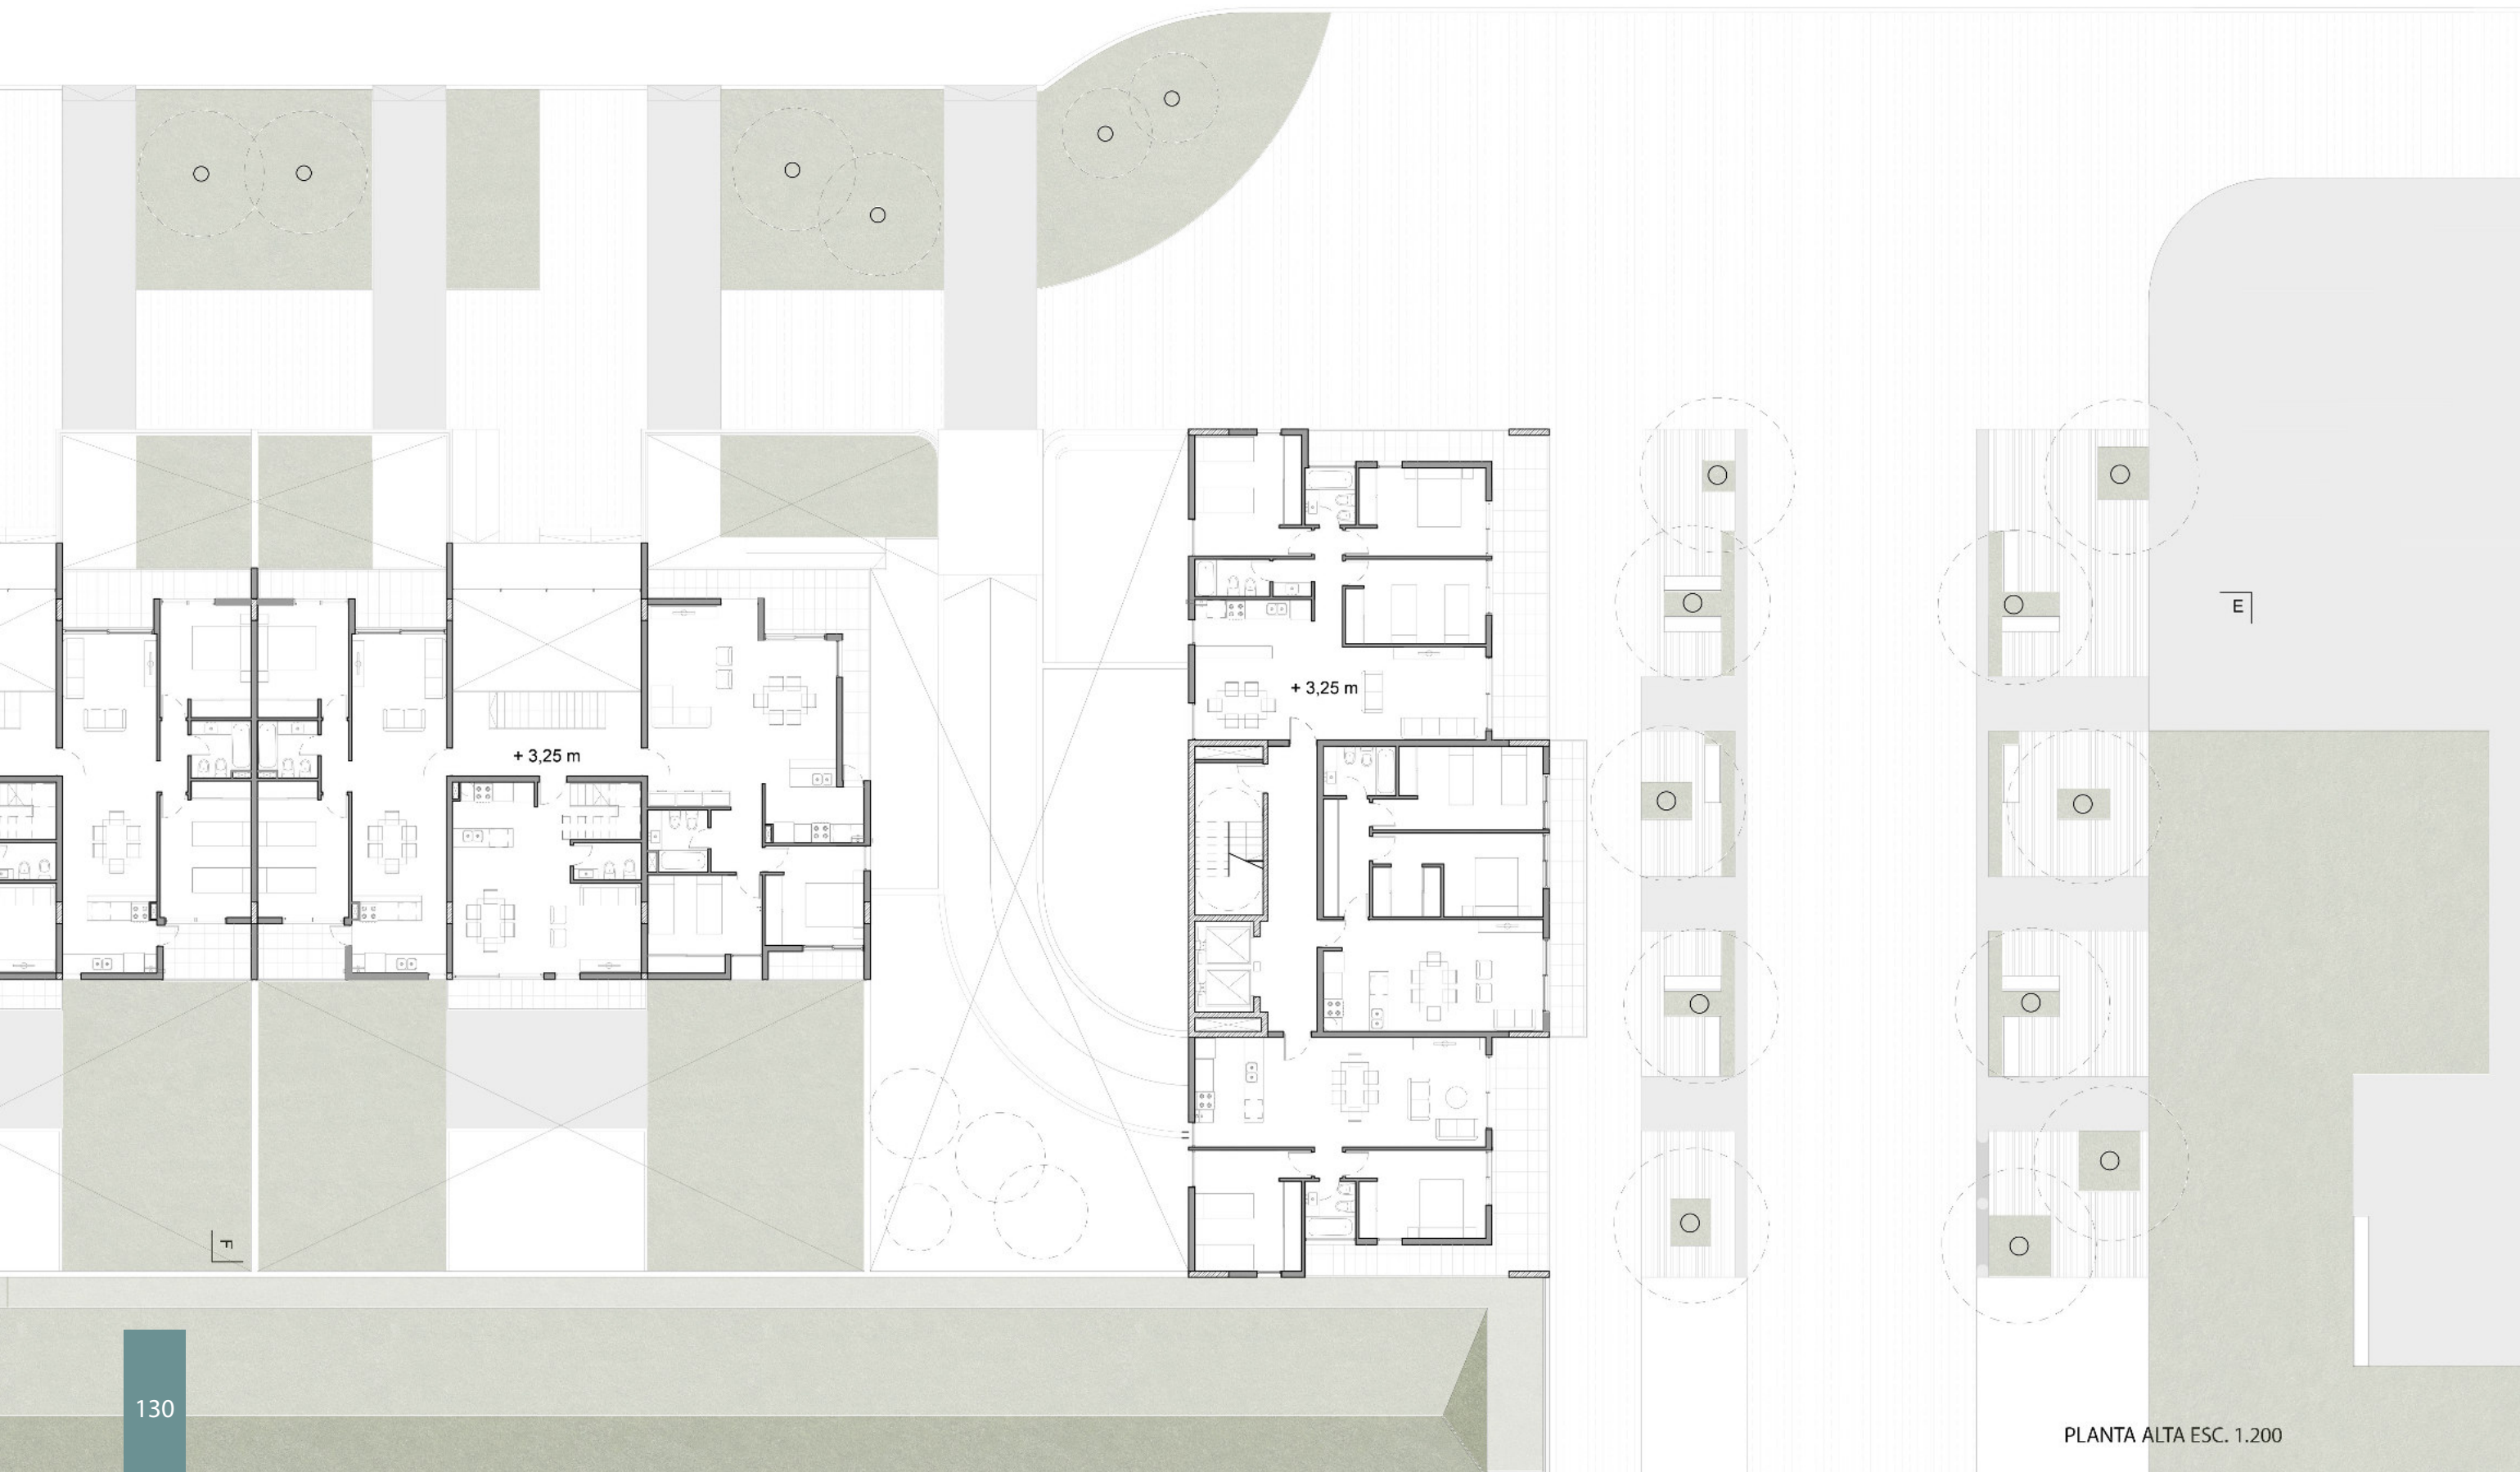 E
+ 3,25 m
+ 3,25 m
F
130
PLANTA ALTA ESC. 1.200